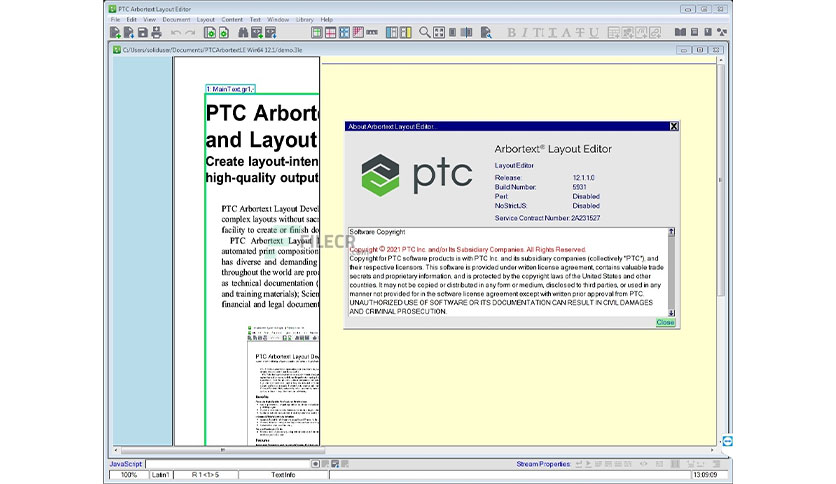 PTC Arbortext Layout Editor
File Edit View Document Layout Content Text Window Library Help
C:/Users/soliduser/Documents/PTCArbortextLE Win64 12.1/demo.3le
1: MainText,gr1,-
PTC Arbort
and Layout
Create layout-inten
high-quality output
PTC Arbortext Layout Devel
complex layouts without sac
facility to create or finish do
PTC Arbortext Layout
automated print composition
has diverse and demanding
throughout the world are prod
as technical documentation (
and training materials); Scien
financial and legal document
FILECR
PTC Arbortext Layout Dev
and Layout Editor
Features
About Arbortext Layout Editor...
ptc
Arbortext® Layout Editor
Layout Editor
Release: 12.1.1.0
Build Number: 5931
Perl: Disabled
NoStrictJS: Disabled
Service Contract Number: 2A231527
Software Copyright
Copyright © 2021 PTC Inc. and/or Its Subsidiary Companies. All Rights Reserved.
Copyright for PTC software products is with PTC Inc. and its subsidiary companies (collectively "PTC"), and
their respective licensors. This software is provided under written license agreement, contains valuable trade
secrets and proprietary information, and is protected by the copyright laws of the United States and other
countries. It may not be copied or distributed in any form or medium, disclosed to third parties, or used in any
manner not provided for in the software license agreement except with written prior approval from PTC.
UNAUTHORIZED USE OF SOFTWARE OR ITS DOCUMENTATION CAN RESULT IN CIVIL DAMAGES
AND CRIMINAL PROSECUTION.
Close
JavaScript:
Stream Properties:
100% Latin1 R 1<1>5 TextInfo 13:09:09